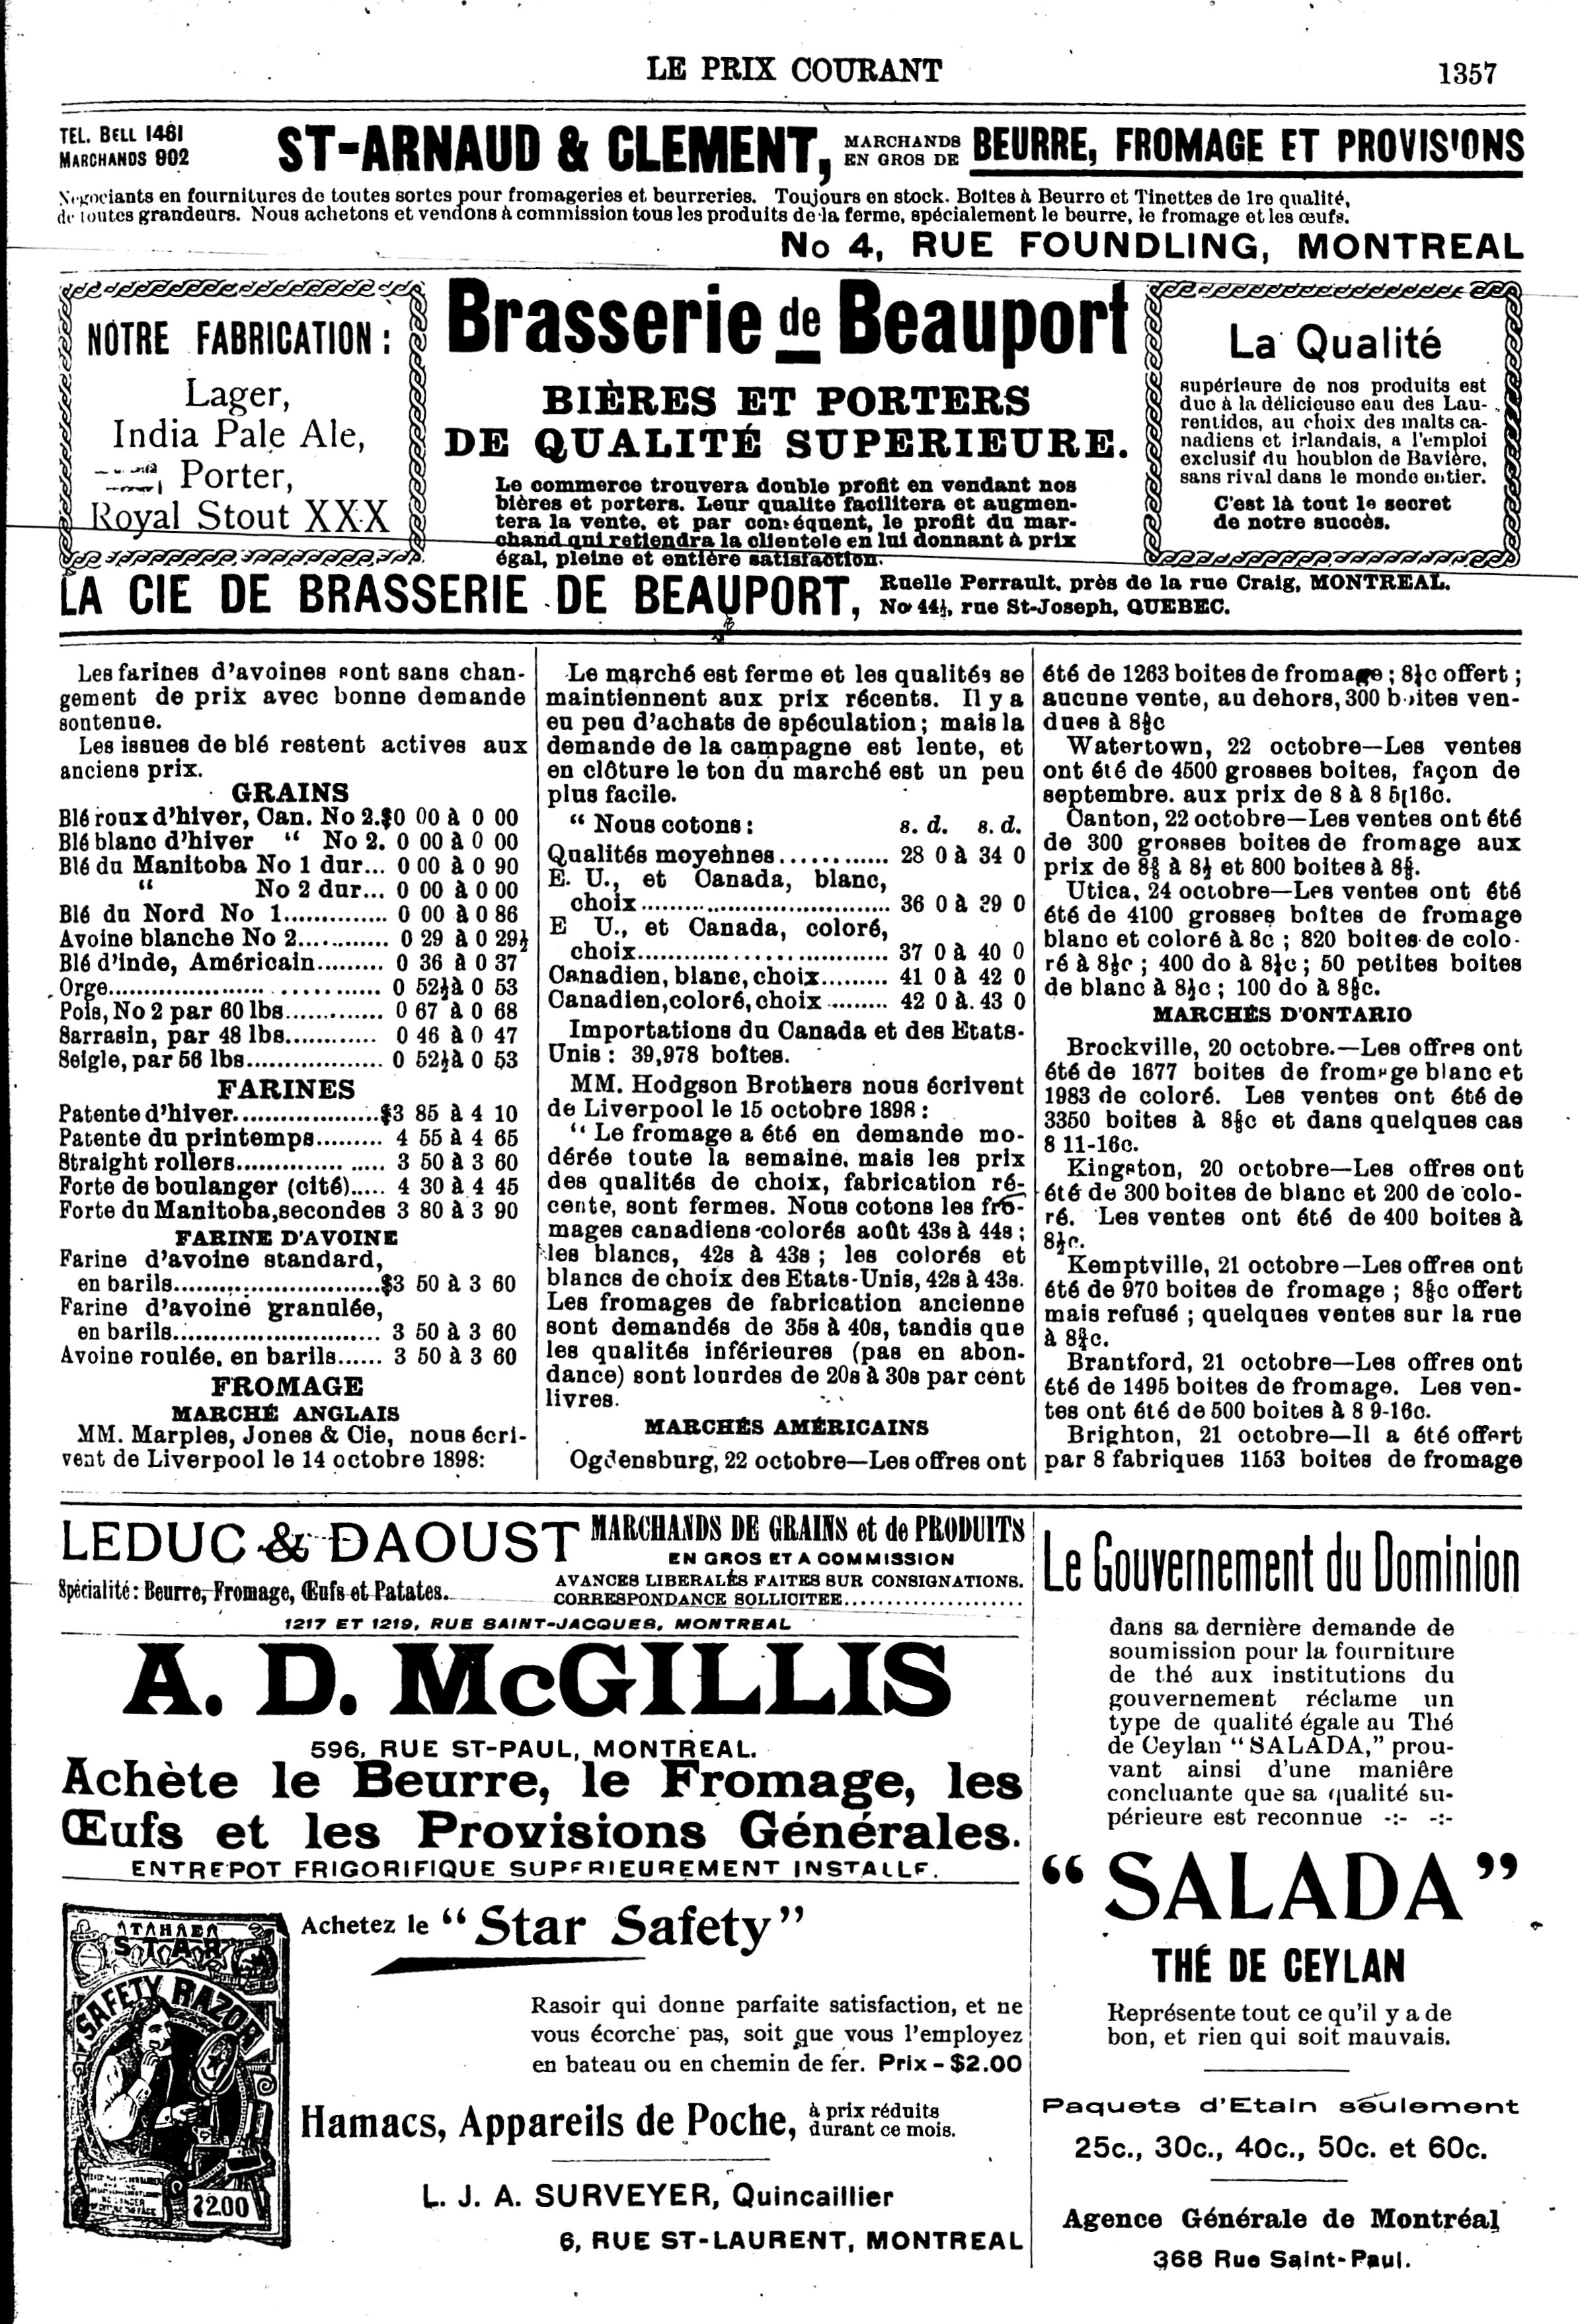 LE PRIX COURANT
1357
TEL. BELL 1461
MARCHANDS 902
ST-ARNAUD & CLEMENT,
MARCHANDS
EN GROS DE
BEURRE, FROMAGE ET PROVISIONS
Négociants en fournitures de toutes sortes pour fromageries et beurreries. Toujours en stock. Boîtes à Beurre et Tinettes de 1re qualité,
de toutes grandeurs. Nous achetons et vendons à commission tous les produits de la ferme, spécialement le beurre, le fromage et les œufs.
No 4, RUE FOUNDLING, MONTREAL
NOTRE FABRICATION :
Lager,
India Pale Ale,
Porter,
Royal Stout XXX
Brasserie de Beauport
BIÈRES ET PORTERS
DE QUALITÉ SUPERIEURE.
Le commerce trouvera double profit en vendant nos
bières et porters. Leur qualite facilitera et augmen-
tera la vente, et par conséquent, le profit du mar-
chand qui retiendra la clientele en lui donnant à prix
égal, pleine et entière satisfaction.
La Qualité
supérieure de nos produits est
due à la délicieuse eau des Lau-
rentides, au choix des malts ca-
nadiens et irlandais, a l'emploi
exclusif du houblon de Bavière,
sans rival dans le monde entier.
C'est là tout le secret
de notre succès.
LA CIE DE BRASSERIE DE BEAUPORT,
Ruelle Perrault, près de la rue Craig, MONTREAL.
No 44½, rue St-Joseph, QUEBEC.
Les farines d'avoines sont sans chan-
gement de prix avec bonne demande
sontenue.
Les issues de blé restent actives aux
anciens prix.
GRAINS
Blé roux d'hiver, Can. No 2.$0 00 à 0 00
Blé blanc d'hiver " No 2. 0 00 à 0 00
Blé du Manitoba No 1 dur... 0 00 à 0 90
" No 2 dur... 0 00 à 0 00
Blé du Nord No 1.............. 0 00 à 0 86
Avoine blanche No 2............ 0 29 à 0 29½
Blé d'inde, Américain......... 0 36 à 0 37
Orge.................................... 0 52½ à 0 53
Pois, No 2 par 60 lbs............. 0 67 à 0 68
Sarrasin, par 48 lbs............ 0 46 à 0 47
Seigle, par 56 lbs.................. 0 52½ à 0 53
FARINES
Patente d'hiver...................$3 85 à 4 10
Patente du printemps......... 4 55 à 4 65
Straight rollers.................... 3 50 à 3 60
Forte de boulanger (cité)..... 4 30 à 4 45
Forte du Manitoba, secondes 3 80 à 3 90
FARINE D'AVOINE
Farine d'avoine standard,
en barils............................$3 50 à 3 60
Farine d'avoine granulée,
en barils............................ 3 50 à 3 60
Avoine roulée, en barils...... 3 50 à 3 60
FROMAGE
MARCHÉ ANGLAIS
MM. Marples, Jones & Cie, nous écri-
vent de Liverpool le 14 octobre 1898:
Le marché est ferme et les qualités se
maintiennent aux prix récents. Il y a
eu peu d'achats de spéculation; mais la
demande de la campagne est lente, et
en clôture le ton du marché est un peu
plus facile.
" Nous cotons: s. d. s. d.
Qualités moyennes............ 28 0 à 34 0
E. U., et Canada, blanc,
choix.................................. 36 0 à 39 0
E U., et Canada, coloré,
choix.................................. 37 0 à 40 0
Canadien, blanc, choix......... 41 0 à 42 0
Canadien, coloré, choix ........ 42 0 à 43 0
Importations du Canada et des Etats-
Unis : 39,978 boîtes.
MM. Hodgson Brothers nous écrivent
de Liverpool le 15 octobre 1898 :
" Le fromage a été en demande mo-
dérée toute la semaine, mais les prix
des qualités de choix, fabrication ré-
cente, sont fermes. Nous cotons les fro-
mages canadiens colorés août 43s à 44s ;
les blancs, 42s à 43s ; les colorés et
blancs de choix des Etats-Unis, 42s à 43s.
Les fromages de fabrication ancienne
sont demandés de 35s à 40s, tandis que
les qualités inférieures (pas en abon-
dance) sont lourdes de 20s à 30s par cent
livres.
MARCHÉS AMÉRICAINS
Ogdensburg, 22 octobre—Les offres ont
été de 1263 boites de fromage ; offert ;
aucune vente, au dehors, 300 boites ven-
dues à
Watertown, 22 octobre—Les ventes
ont été de 4500 grosses boites, façon de
septembre. aux prix de 8 à 8 5|16c.
Canton, 22 octobre—Les ventes ont été
de 300 grosses boites de fromage aux
prix de et 800 boites à
Utica, 24 octobre—Les ventes ont été
été de 4100 grosses boîtes de fromage
blanc et coloré à 8c ; 820 boites de colo-
ré à ; 400 do à ; 50 petites boites
de blanc à ; 100 do à
MARCHÉS D'ONTARIO
Brockville, 20 octobre.—Les offres ont
été de 1677 boites de fromage blanc et
1983 de coloré. Les ventes ont été de
3350 boites à et dans quelques cas
8 11-16c.
Kingston, 20 octobre—Les offres ont
été de 300 boites de blanc et 200 de colo-
ré. Les ventes ont été de 400 boites à
8½c.
Kemptville, 21 octobre—Les offres ont
été de 970 boites de fromage ; offert
mais refusé ; quelques ventes sur la rue
à
Brantford, 21 octobre—Les offres ont
été de 1495 boites de fromage. Les ven-
tes ont été de 500 boites à 8 9-16c.
Brighton, 21 octobre—Il a été offert
par 8 fabriques 1153 boites de fromage
LEDUC & DAOUST
MARCHANDS DE GRAINS et de PRODUITS
EN GROS ET A COMMISSION
Spécialité : Beurre, Fromage, Œufs et Patates.
AVANCES LIBERALÉS FAITES SUR CONSIGNATIONS.
CORRESPONDANCE SOLLICITEE....................
1217 ET 1219, RUE SAINT-JACQUES, MONTREAL
A. D. McGILLIS
596, RUE ST-PAUL, MONTREAL.
Achète le Beurre, le Fromage, les
Œufs et les Provisions Générales.
ENTREPOT FRIGORIFIQUE SUPERIEUREMENT INSTALLE.
STAR
SAFETY RAZOR
$2.00
Achetez le "Star Safety"
Rasoir qui donne parfaite satisfaction, et ne
vous écorche pas, soit que vous l'employez
en bateau ou en chemin de fer. Prix - $2.00
Hamacs, Appareils de Poche,
à prix réduits
durant ce mois.
L. J. A. SURVEYER, Quincaillier
6, RUE ST-LAURENT, MONTREAL
Le Gouvernement du Dominion
dans sa dernière demande de
soumission pour la fourniture
de thé aux institutions du
gouvernement réclame un
type de qualité égale au Thé
de Ceylan "SALADA," prou-
vant ainsi d'une manière
concluante que sa qualité su-
périeure est reconnue -:- -:-
"SALADA"
THÉ DE CEYLAN
Représente tout ce qu'il y a de
bon, et rien qui soit mauvais.
Paquets d'Etain seulement
25c., 30c., 40c., 50c. et 60c.
Agence Générale de Montréal
368 Rue Saint-Paul.